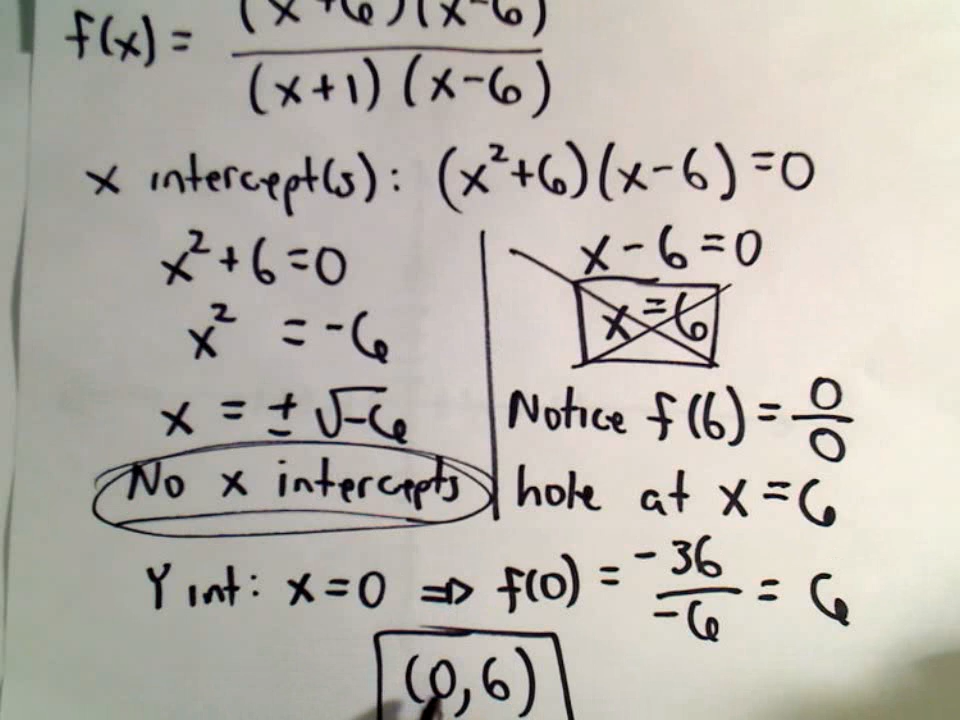 f(x) = (x²+6)(x-6) / (x+1)(x-6)
x intercept(s): (x²+6)(x-6)=0
x²+6=0
x² = -6
x = ± √-6
No x intercepts
x-6=0
x=6
Notice f(6) = 0/0
hole at x=6
Y int: x=0 ⇒ f(0) = -36/-6 = 6
(0,6)